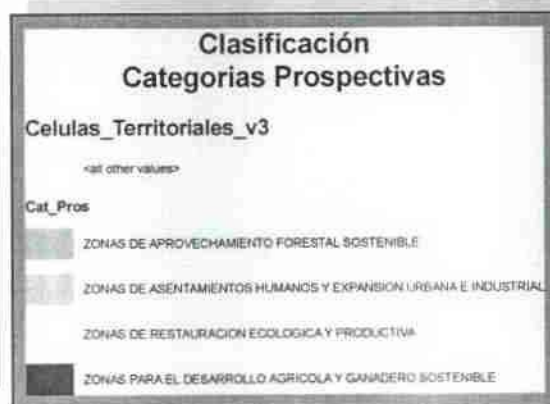 Clasificación
Categorias Prospectivas
Celulas_Territoriales_v3
<all other values>
Cat_Pros
ZONAS DE APROVECHAMIENTO FORESTAL SOSTENIBLE
ZONAS DE ASENTAMIENTOS HUMANOS Y EXPANSION URBANA E INDUSTRIAL
ZONAS DE RESTAURACION ECOLOGICA Y PRODUCTIVA
ZONAS PARA EL DESARROLLO AGRICOLA Y GANADERO SOSTENIBLE